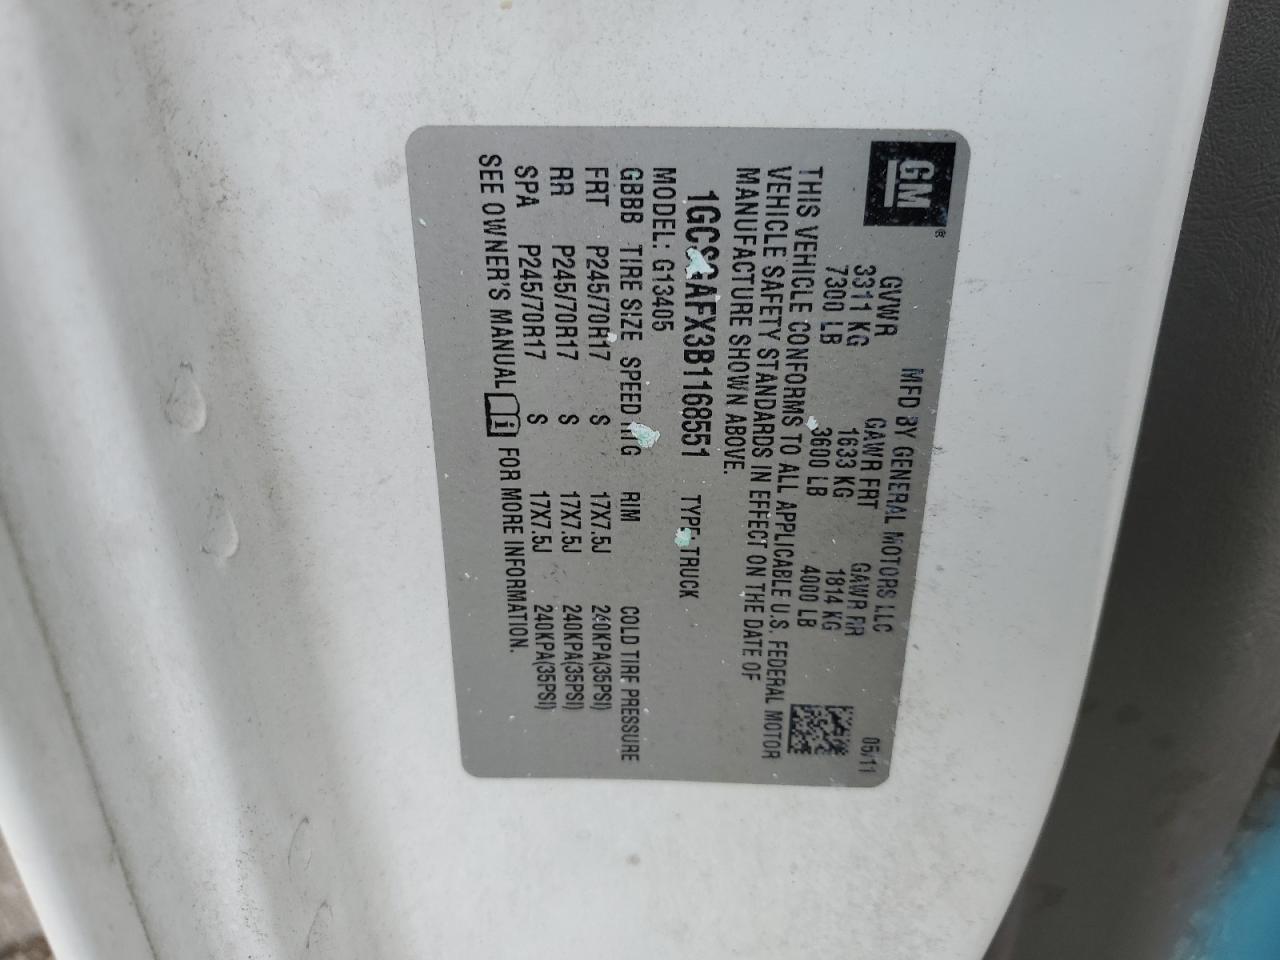 GM®
MFD BY GENERAL MOTORS LLC 05/11
GVWR GAWR FRT GAWR RR
3311 KG 1633 KG 1814 KG
7300 LB 3600 LB 4000 LB
THIS VEHICLE CONFORMS TO ALL APPLICABLE U.S. FEDERAL MOTOR
VEHICLE SAFETY STANDARDS IN EFFECT ON THE DATE OF
MANUFACTURE SHOWN ABOVE.
1GCSGAFX3B1168551 TYPE:TRUCK
MODEL: G13405
GBBB TIRE SIZE SPEED RTG RIM COLD TIRE PRESSURE
FRT P245/70R17 S 17X7.5J 240KPA(35PSI)
RR P245/70R17 S 17X7.5J 240KPA(35PSI)
SPA P245/70R17 S 17X7.5J 240KPA(35PSI)
SEE OWNER'S MANUAL i FOR MORE INFORMATION.